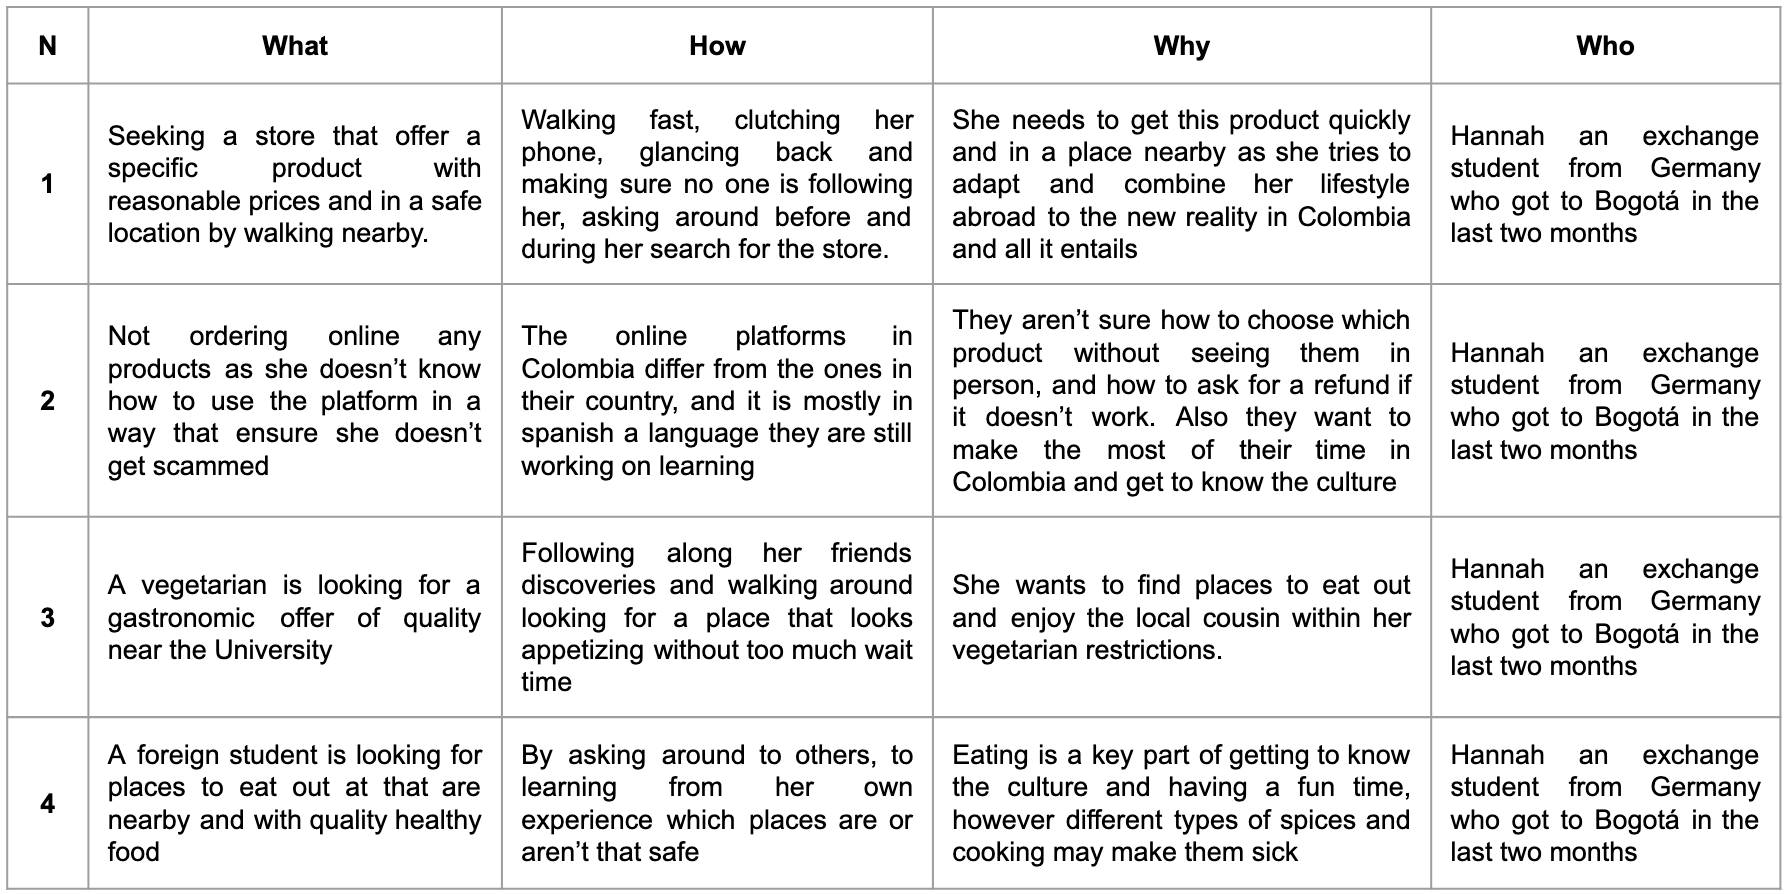 N What How Why Who
1
Seeking a store that offer a
specific product with
reasonable prices and in a safe
location by walking nearby.
Walking fast, clutching her
phone, glancing back and
making sure no one is following
her, asking around before and
during her search for the store.
She needs to get this product quickly
and in a place nearby as she tries to
adapt and combine her lifestyle
abroad to the new reality in Colombia
and all it entails
Hannah an exchange
student from Germany
who got to Bogotá in the
last two months
2
Not ordering online any
products as she doesn’t know
how to use the platform in a
way that ensure she doesn’t
get scammed
The online platforms in
Colombia differ from the ones in
their country, and it is mostly in
spanish a language they are still
working on learning
They aren’t sure how to choose which
product without seeing them in
person, and how to ask for a refund if
it doesn’t work. Also they want to
make the most of their time in
Colombia and get to know the culture
Hannah an exchange
student from Germany
who got to Bogotá in the
last two months
3
A vegetarian is looking for a
gastronomic offer of quality
near the University
Following along her friends
discoveries and walking around
looking for a place that looks
appetizing without too much wait
time
She wants to find places to eat out
and enjoy the local cousin within her
vegetarian restrictions.
Hannah an exchange
student from Germany
who got to Bogotá in the
last two months
4
A foreign student is looking for
places to eat out at that are
nearby and with quality healthy
food
By asking around to others, to
learning from her own
experience which places are or
aren’t that safe
Eating is a key part of getting to know
the culture and having a fun time,
however different types of spices and
cooking may make them sick
Hannah an exchange
student from Germany
who got to Bogotá in the
last two months